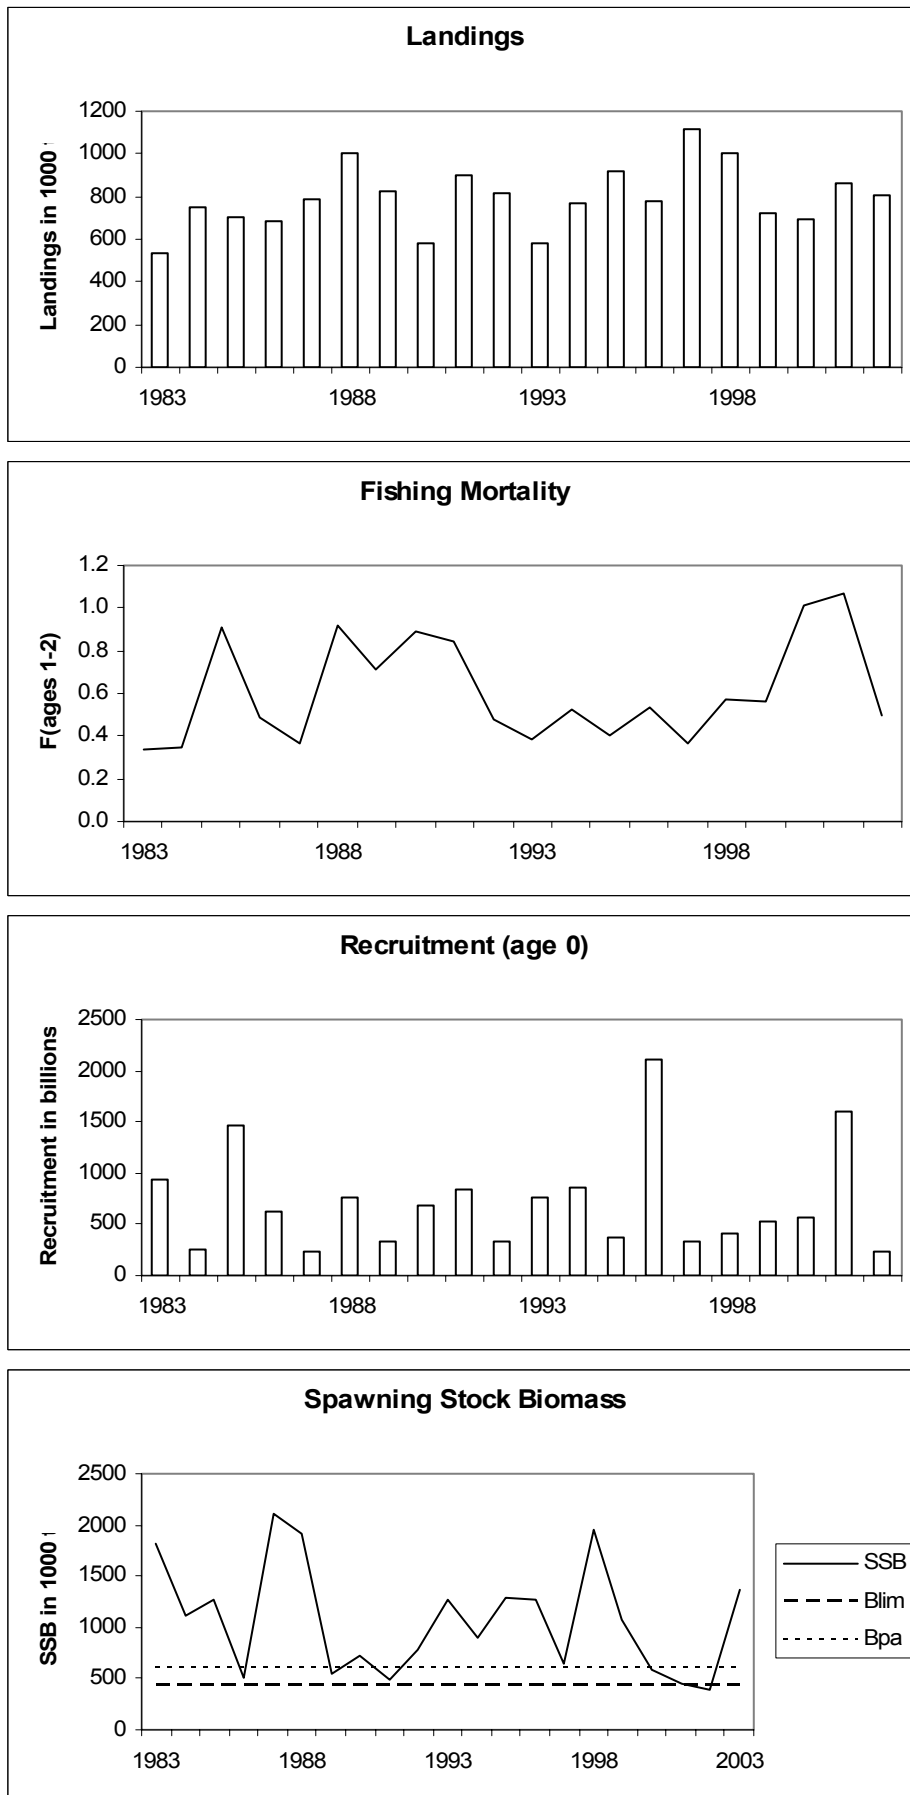 Landings
Landings in 1000
1200
1000
800
600
400
200
0
1983 1988 1993 1998
Fishing Mortality
F(ages 1-2)
1.2
1.0
0.8
0.6
0.4
0.2
0.0
1983 1988 1993 1998
Recruitment (age 0)
Recruitment in billions
2500
2000
1500
1000
500
0
1983 1988 1993 1998
Spawning Stock Biomass
SSB in 1000
2500
2000
1500
1000
500
0
1983 1988 1993 1998 2003
SSB
Blim
Bpa